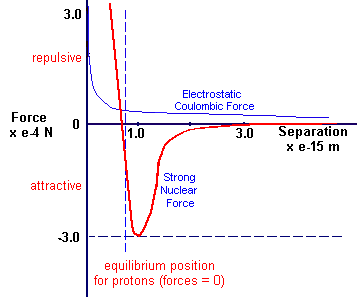 3.0
repulsive
Electrostatic
Coulombic Force
Force
x e-4 N
0
1.0
3.0
Separation
x e-15 m
attractive
Strong
Nuclear
Force
-3.0
equilibrium position
for protons (forces = 0)